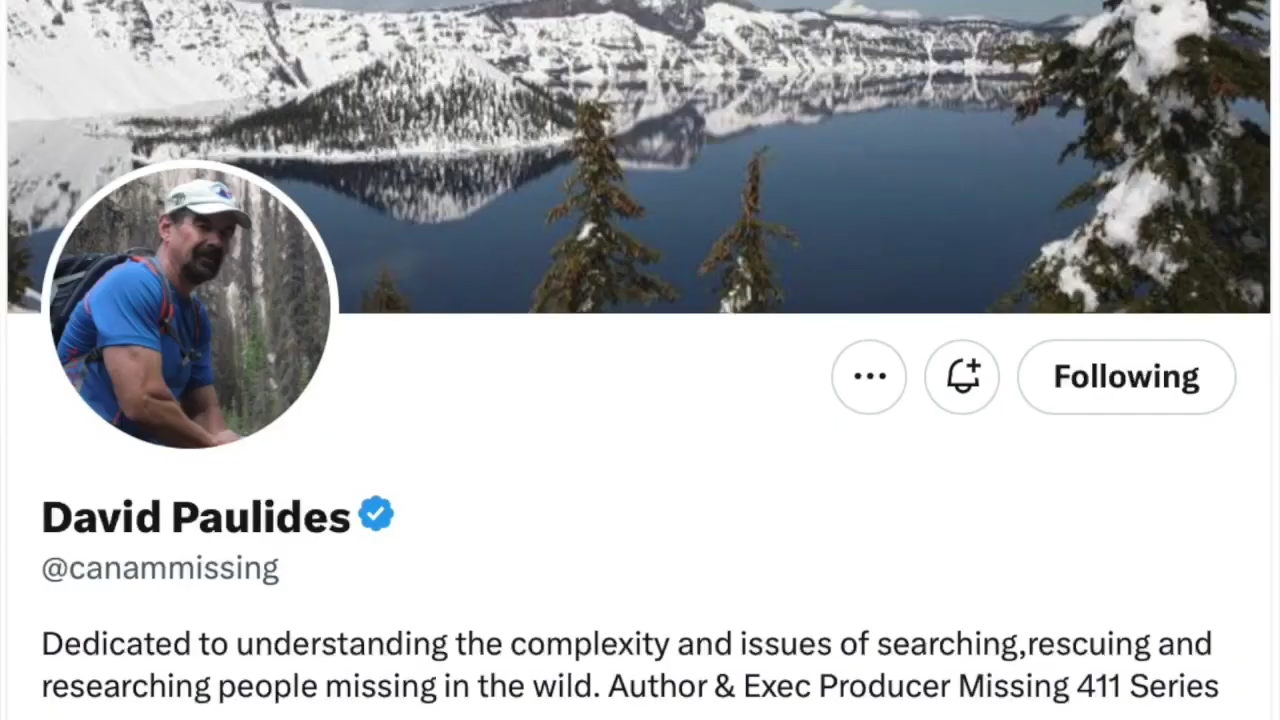 Following
David Paulides
@canammissing
Dedicated to understanding the complexity and issues of searching,rescuing and
researching people missing in the wild. Author & Exec Producer Missing 411 Series